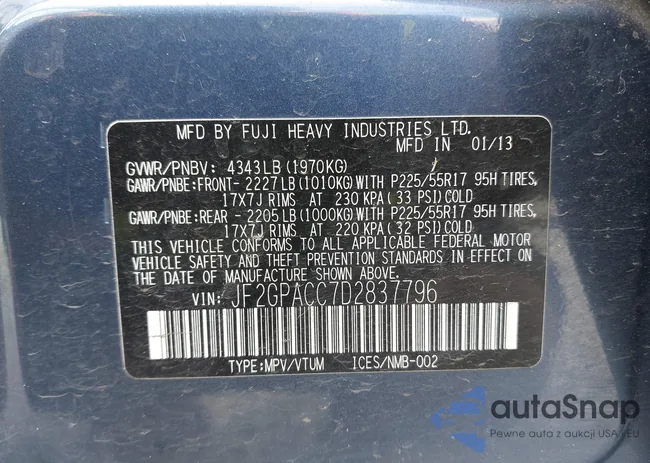 MFD BY FUJI HEAVY INDUSTRIES LTD.
MFD IN 01/13
GVWR/PNBV: 4343LB (1970KG)
GAWR/PNBE:FRONT- 2227LB (1010KG)WITH P225/55R17 95H TIRES,
17X7J RIMS AT 230 KPA (33 PSI)COLD
GAWR/PNBE:REAR - 2205LB (1000KG)WITH P225/55R17 95H TIRES,
17X7J RIMS AT 220 KPA (32 PSI)COLD
THIS VEHICLE CONFORMS TO ALL APPLICABLE FEDERAL MOTOR
VEHICLE SAFETY AND THEFT PREVENTION STANDARDS IN EFFECT ON
THE DATE OF MANUFACTURE SHOWN ABOVE.
VIN: JF2GPACC7D2837796
TYPE:MPV/VTUM ICES/NMB-002
autaSnap
Pewne auta z aukcji USA i EU